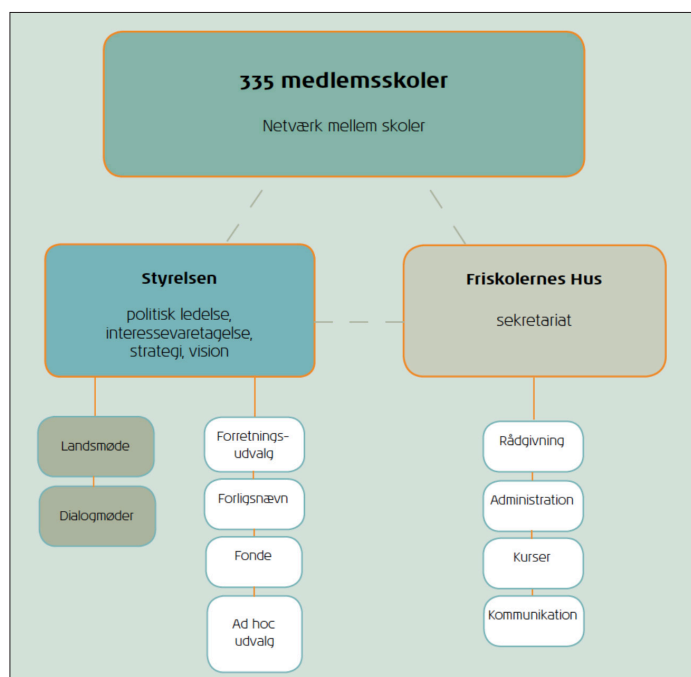 335 medlemsskoler
Netværk mellem skoler
Styrelsen
politisk ledelse,
interessevaretagelse,
strategi, vision
Friskolernes Hus
sekretariat
Landsmøde
Dialogmøder
Forretnings-
udvalg
Forligsnævn
Fonde
Ad hoc
udvalg
Rådgivning
Administration
Kurser
Kommunikation